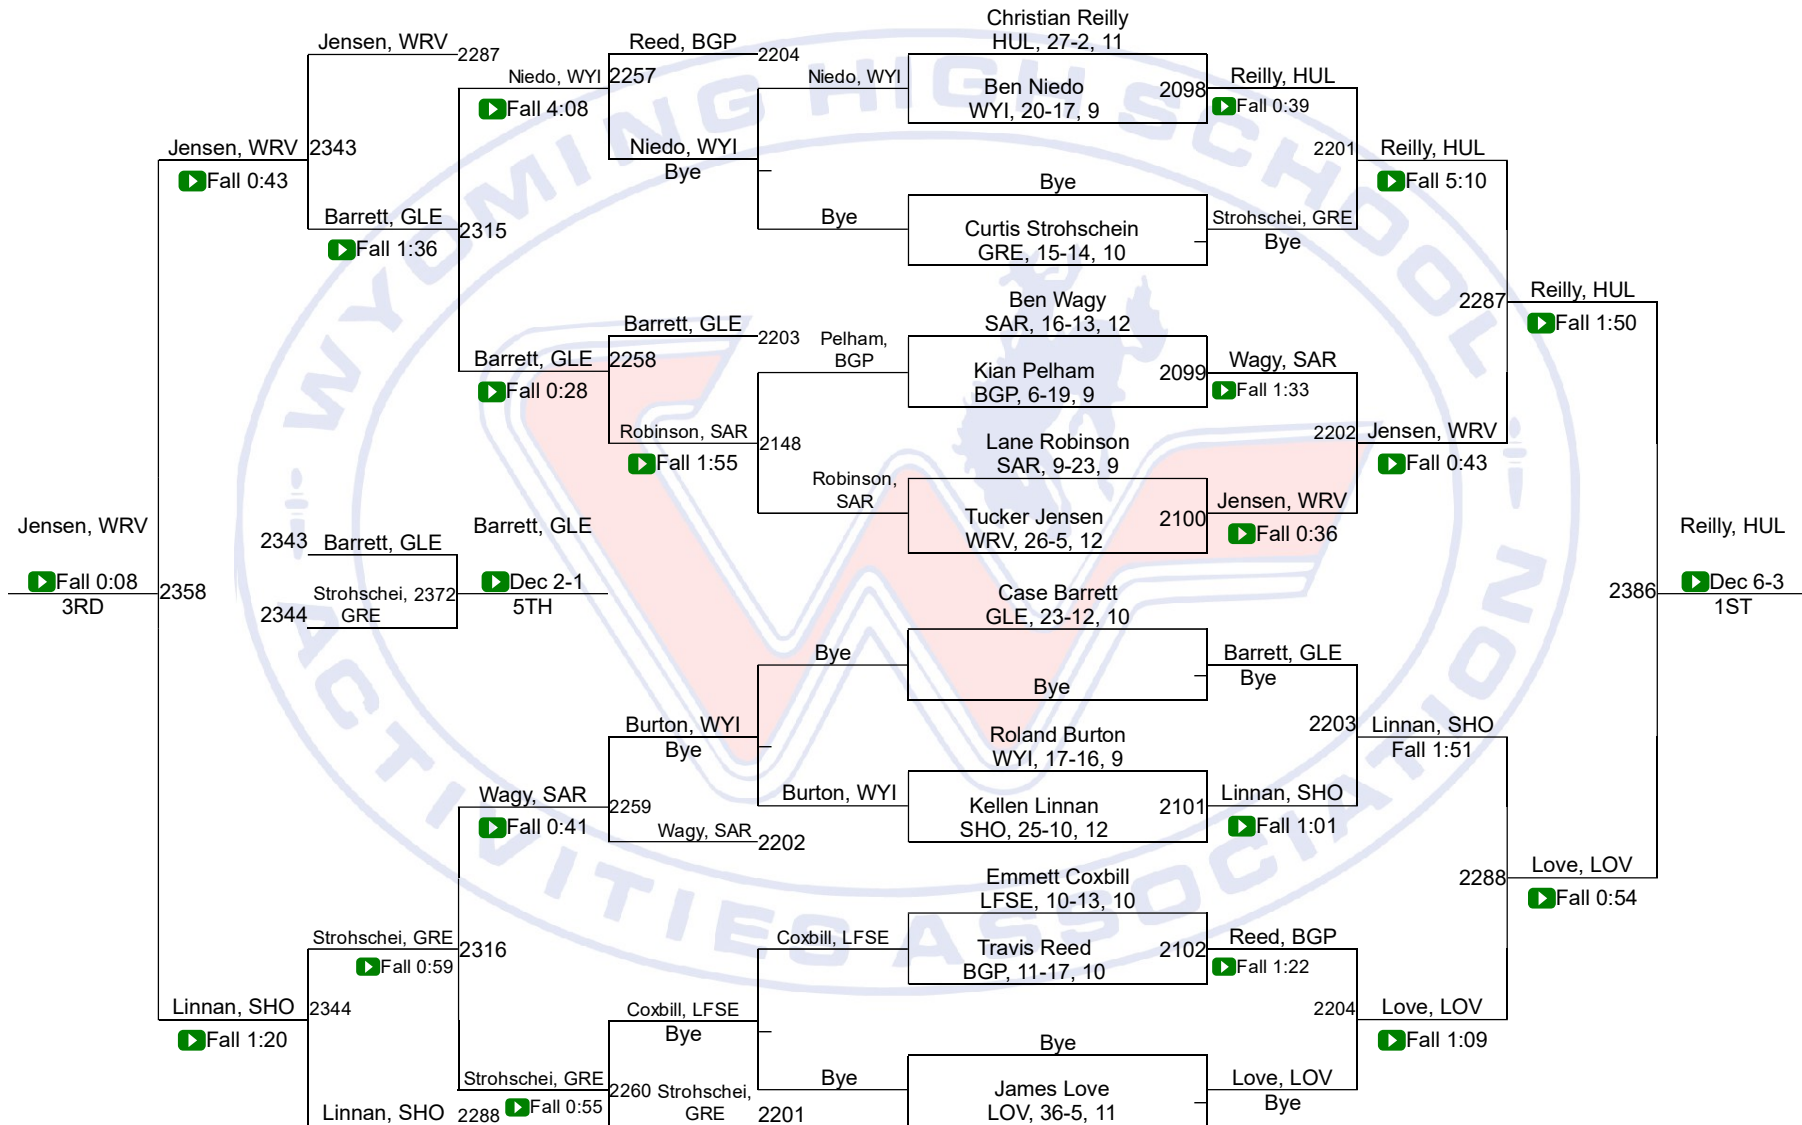 Christian Reilly
HUL, 27-2, 11
Jensen, WRV
2287
Reed, BGP
2204
Niedo, WYI
2257
Niedo, WYI
Ben Niedo
WYI, 20-17, 9
2098
Reilly, HUL
Fall 0:39
Fall 4:08
Jensen, WRV
2343
Fall 0:43
Niedo, WYI
Bye
2201
Reilly, HUL
Fall 5:10
Bye
Barrett, GLE
2315
Fall 1:36
Bye
Curtis Strohschein
GRE, 15-14, 10
Strohschei, GRE
Bye
Ben Wagy
SAR, 16-13, 12
2287
Reilly, HUL
Fall 1:50
Barrett, GLE
2203
Pelham,
BGP
Barrett, GLE
2258
Fall 0:28
Kian Pelham
BGP, 6-19, 9
2099
Wagy, SAR
Fall 1:33
Robinson, SAR
2148
Fall 1:55
Lane Robinson
SAR, 9-23, 9
2202
Jensen, WRV
Fall 0:43
Robinson,
SAR
Tucker Jensen
WRV, 26-5, 12
2100
Jensen, WRV
Fall 0:36
Jensen, WRV
Fall 0:08
3RD
2358
2343
Barrett, GLE
Strohschei,
GRE
2372
2344
Barrett, GLE
Dec 2-1
5TH
Reilly, HUL
2386
Dec 6-3
1ST
Case Barrett
GLE, 23-12, 10
Bye
Bye
Barrett, GLE
Bye
Burton, WYI
Bye
Roland Burton
WYI, 17-16, 9
2203
Linnan, SHO
Fall 1:51
Wagy, SAR
2259
Fall 0:41
Burton, WYI
Kellen Linnan
SHO, 25-10, 12
2101
Linnan, SHO
Fall 1:01
Wagy, SAR
2202
Emmett Coxbill
LFSE, 10-13, 10
2288
Love, LOV
Fall 0:54
Strohschei, GRE
2316
Fall 0:59
Coxbill, LFSE
Travis Reed
BGP, 11-17, 10
2102
Reed, BGP
Fall 1:22
Linnan, SHO
2344
Fall 1:20
Coxbill, LFSE
Bye
2204
Love, LOV
Fall 1:09
Bye
Strohschei, GRE
2260
Fall 0:55
Strohschei,
GRE
2201
Bye
James Love
LOV, 36-5, 11
Love, LOV
Bye
Linnan, SHO
2288
WYOMING HIGH SCHOOL
ACTIVITIES ASSOCIATION